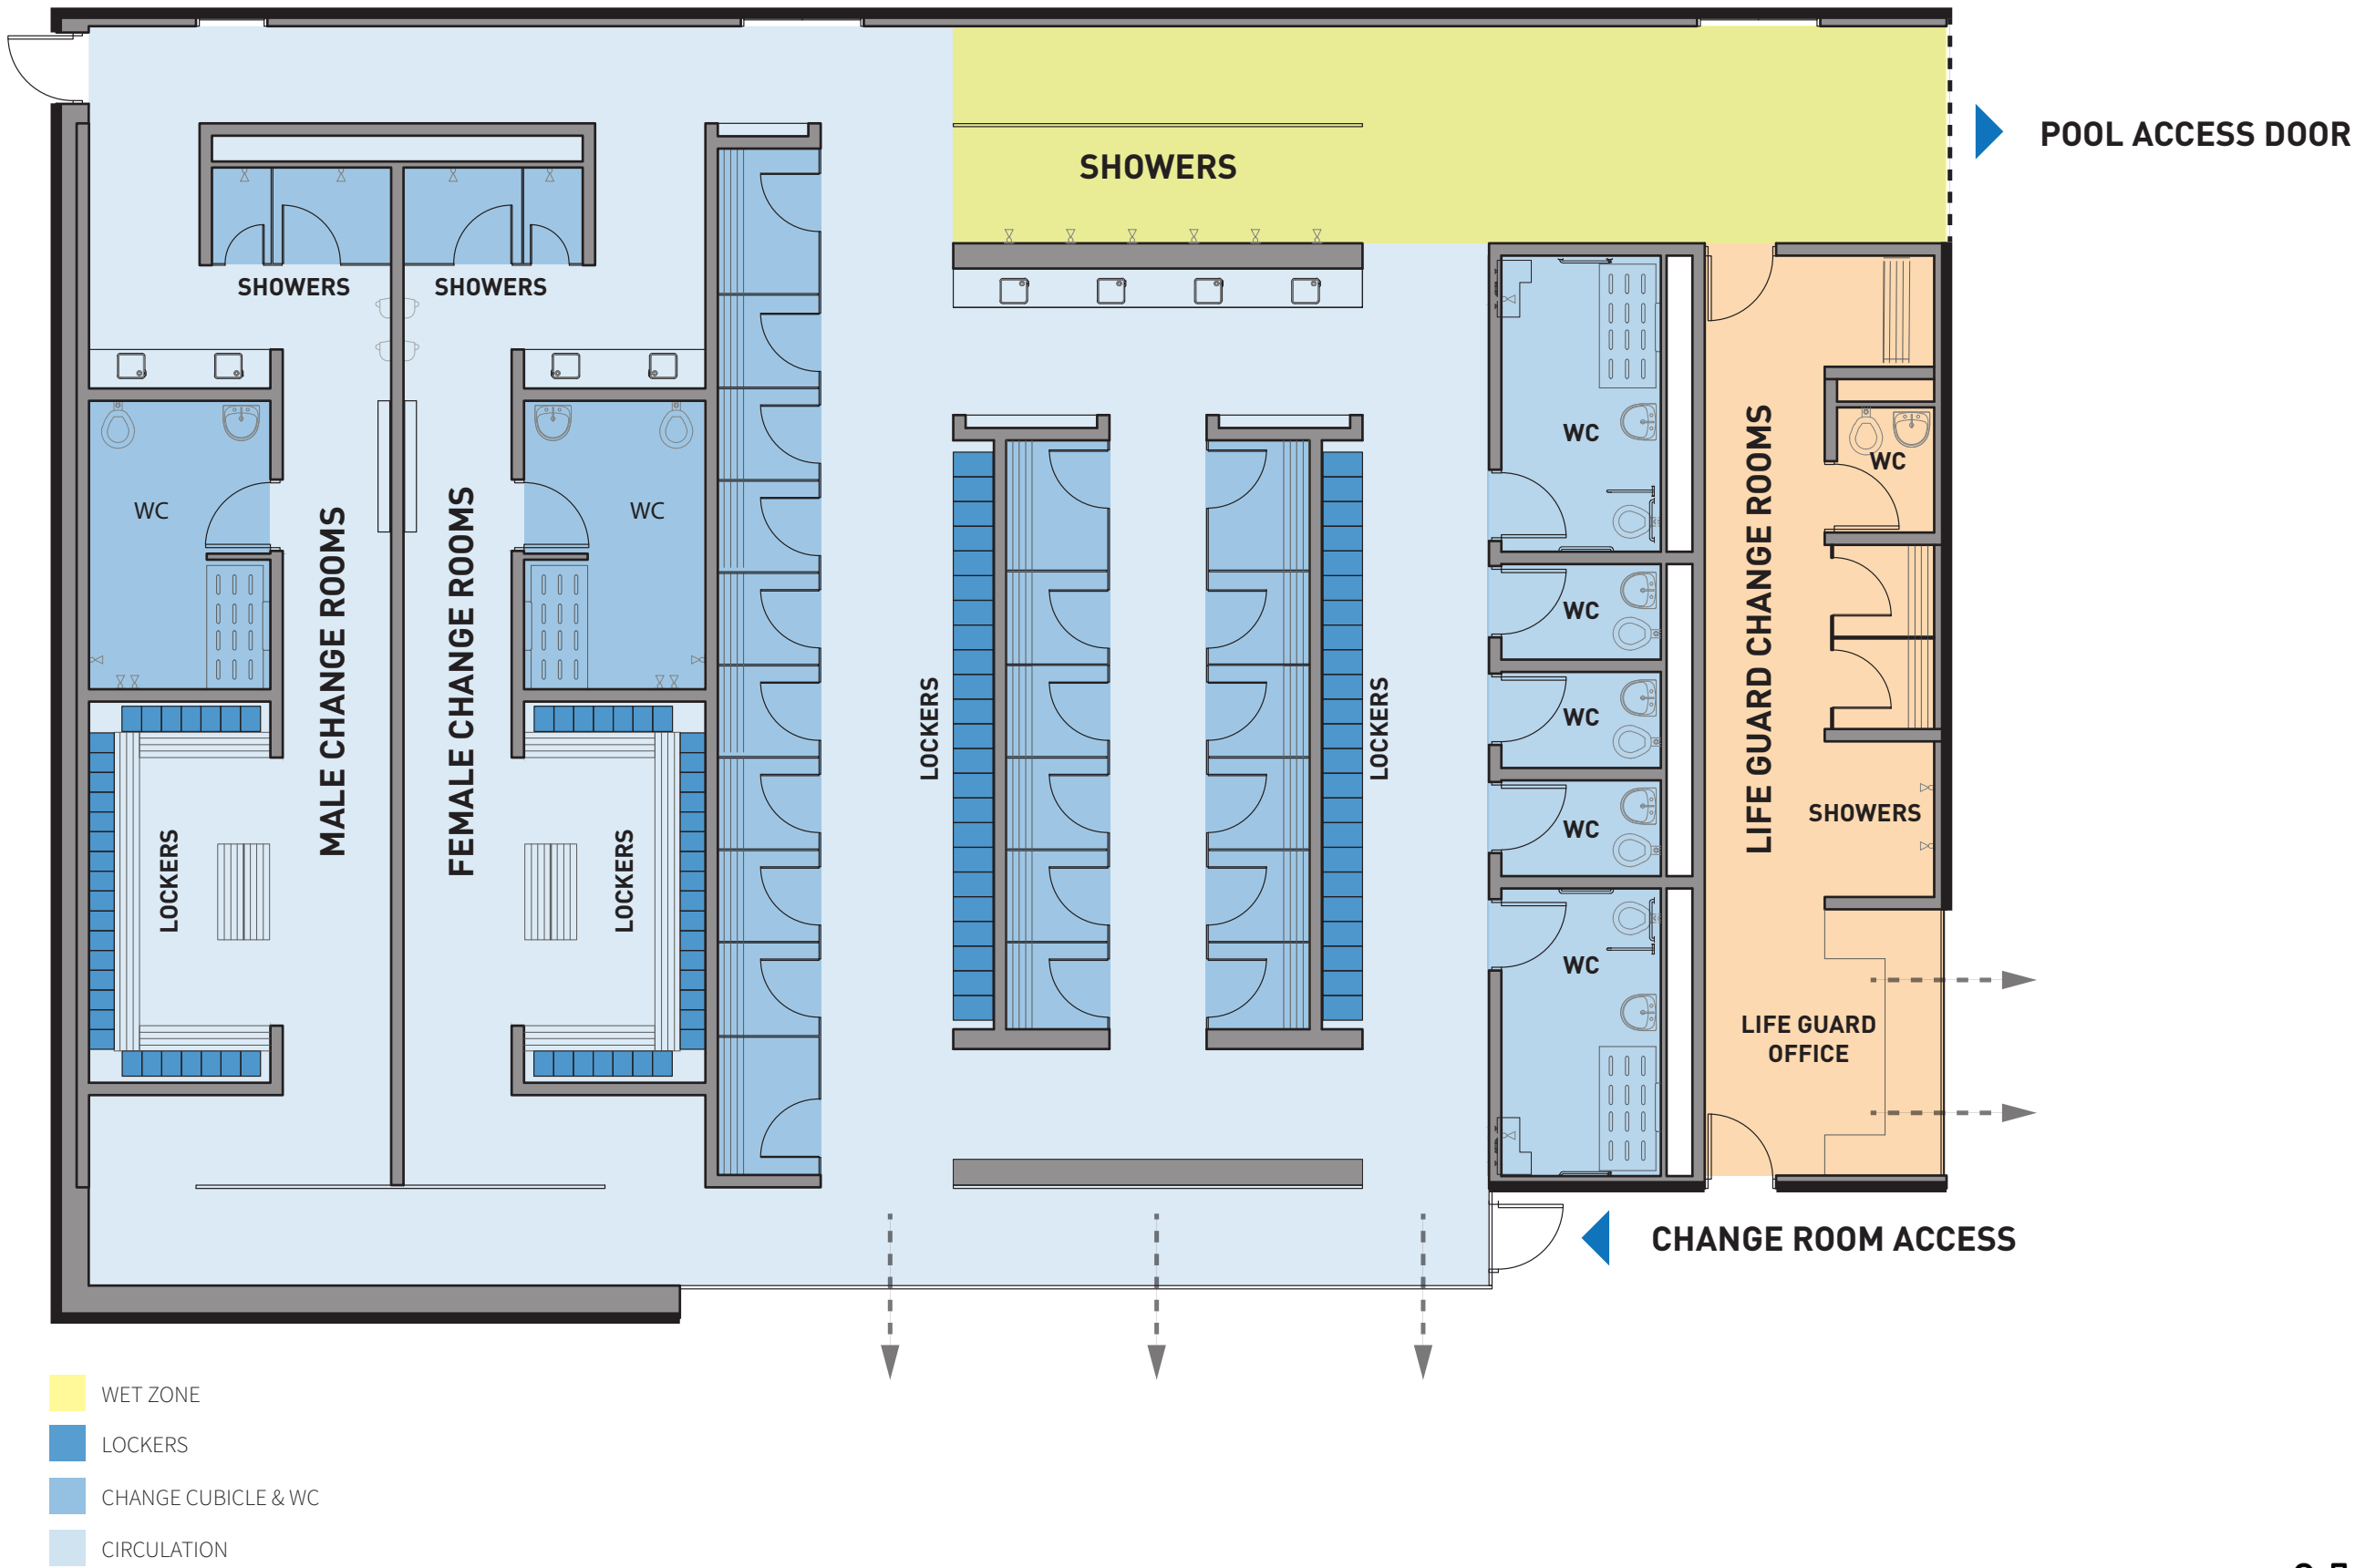 POOL ACCESS DOOR
SHOWERS
SHOWERS
SHOWERS
WC
WC
WC
WC
WC
WC
WC
WC
MALE CHANGE ROOMS
FEMALE CHANGE ROOMS
LOCKERS
LOCKERS
LOCKERS
LOCKERS
LIFE GUARD CHANGE ROOMS
SHOWERS
LIFE GUARD
OFFICE
CHANGE ROOM ACCESS
WET ZONE
LOCKERS
CHANGE CUBICLE & WC
CIRCULATION